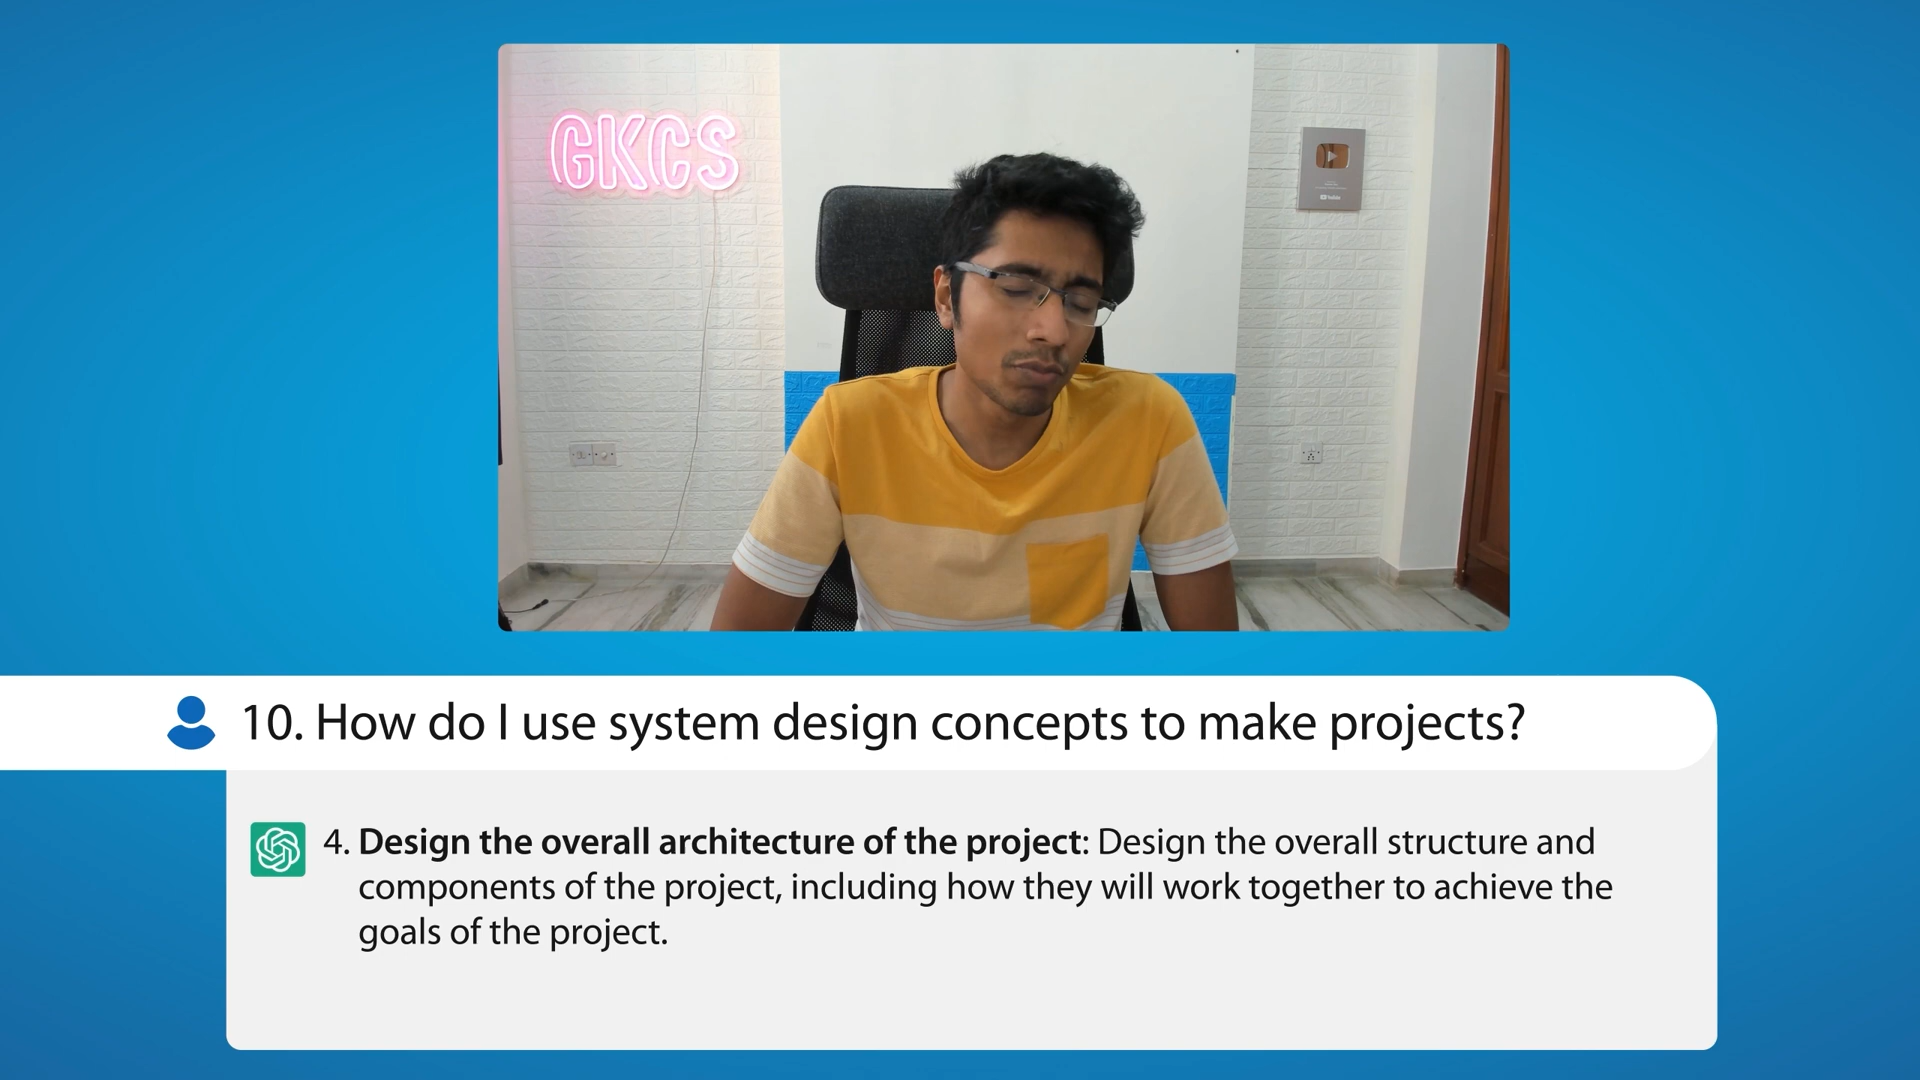 GKCS
10. How do I use system design concepts to make projects?
4. Design the overall architecture of the project: Design the overall structure and
components of the project, including how they will work together to achieve the
goals of the project.